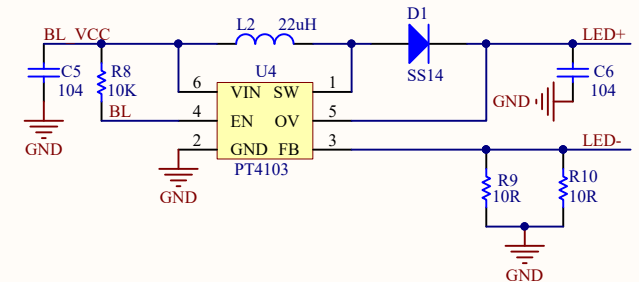 D1
L2 22uH
BL VCC
LED+
U4
SS14
C5
104
R8
10K
6 VIN SW 1
C6
104
GND
BL
4 EN OV 5
GND
2 GND FB 3
LED-
PT4103
GND
R9
10R
R10
10R
GND